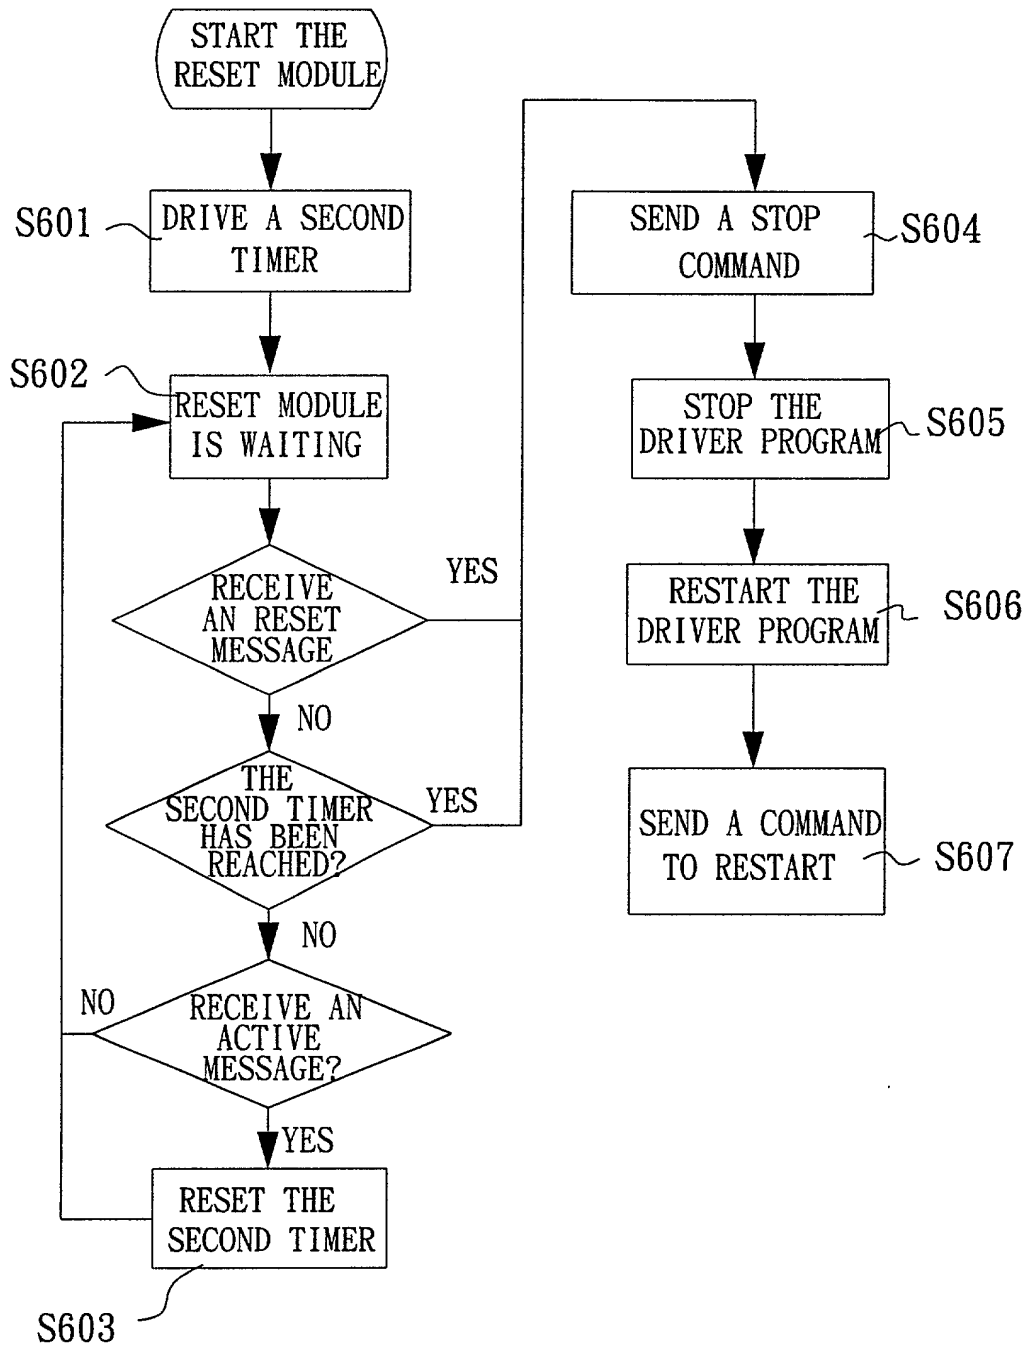 START THE
RESET MODULE
S601
DRIVE A SECOND
TIMER
S602
RESET MODULE
IS WAITING
RECEIVE
AN RESET
MESSAGE
YES
NO
THE
SECOND TIMER
HAS BEEN
REACHED?
YES
NO
RECEIVE AN
ACTIVE
MESSAGE?
NO
YES
RESET THE
SECOND TIMER
S603
SEND A STOP
COMMAND
S604
STOP THE
DRIVER PROGRAM
S605
RESTART THE
DRIVER PROGRAM
S606
SEND A COMMAND
TO RESTART
S607